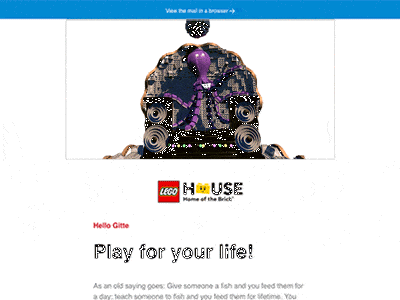 View the mail in a browser →
LEGO HOUSE
Home of the Brick
Hello Gitte
Play for your life!
As an old saying goes: Give someone a fish and you feed them for
a day; teach someone to fish and you feed them for lifetime. You